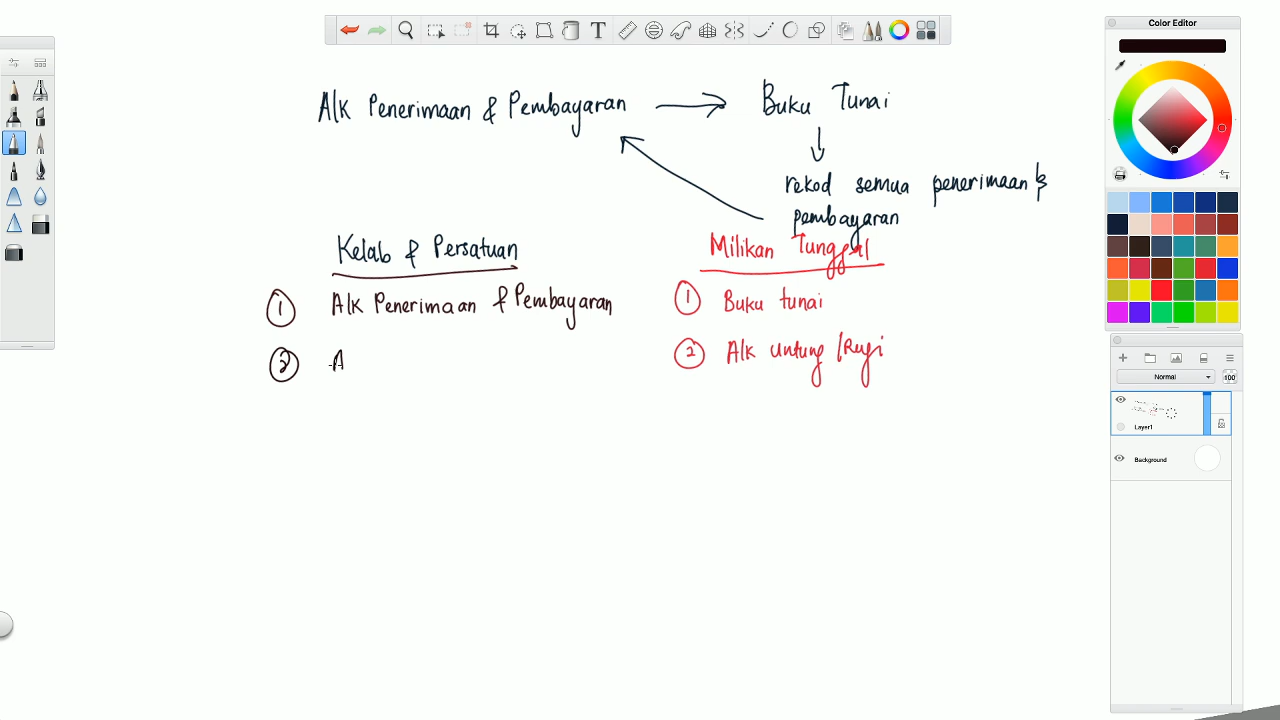 Color Editor
Alk Penerimaan & Pembayaran → Buku Tunai
rekod semua penerimaan &
pembayaran
Kelab & Persatuan
Milikan Tunggal
① Alk Penerimaan & Pembayaran
① Buku tunai
② A
② Alk Untung /Rugi
Normal
100
Layer1
Background